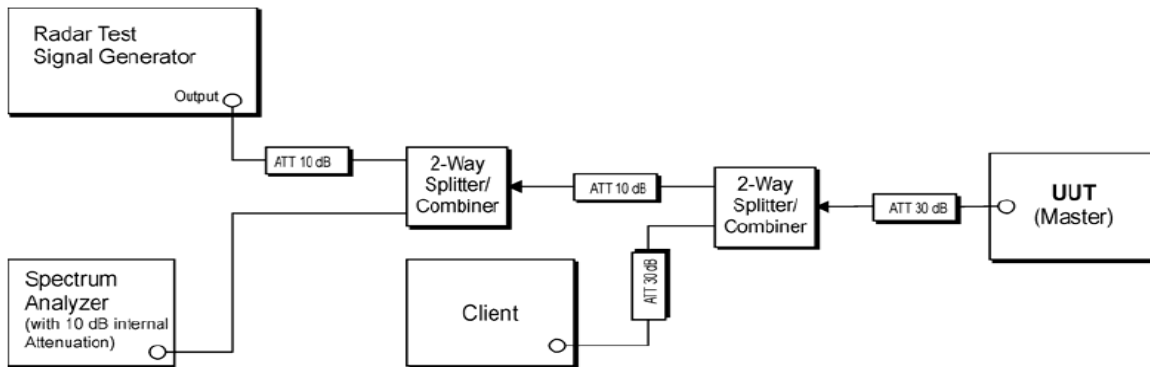 Radar Test
Signal Generator
Output
ATT 10 dB
2-Way
Splitter/
Combiner
ATT 10 dB
2-Way
Splitter/
Combiner
ATT 30 dB
UUT
(Master)
ATT 30 dB
Spectrum
Analyzer
(with 10 dB internal
Attenuation)
Client